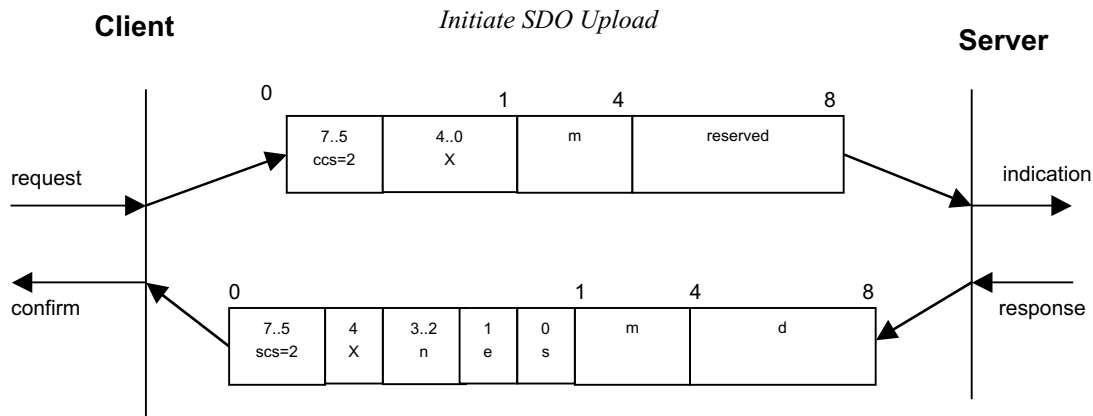 Initiate SDO Upload
Client
Server
0 1 4 8
7..5 4..0 m reserved
ccs=2 X
request
indication
confirm
response
0 1 4 8
7..5 4 3..2 1 0 m d
scs=2 X n e s